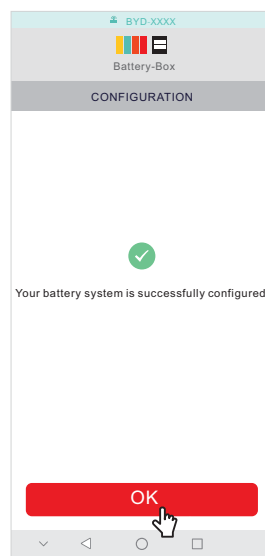 BYD-XXXX
Battery-Box
CONFIGURATION
Your battery system is successfully configured
OK